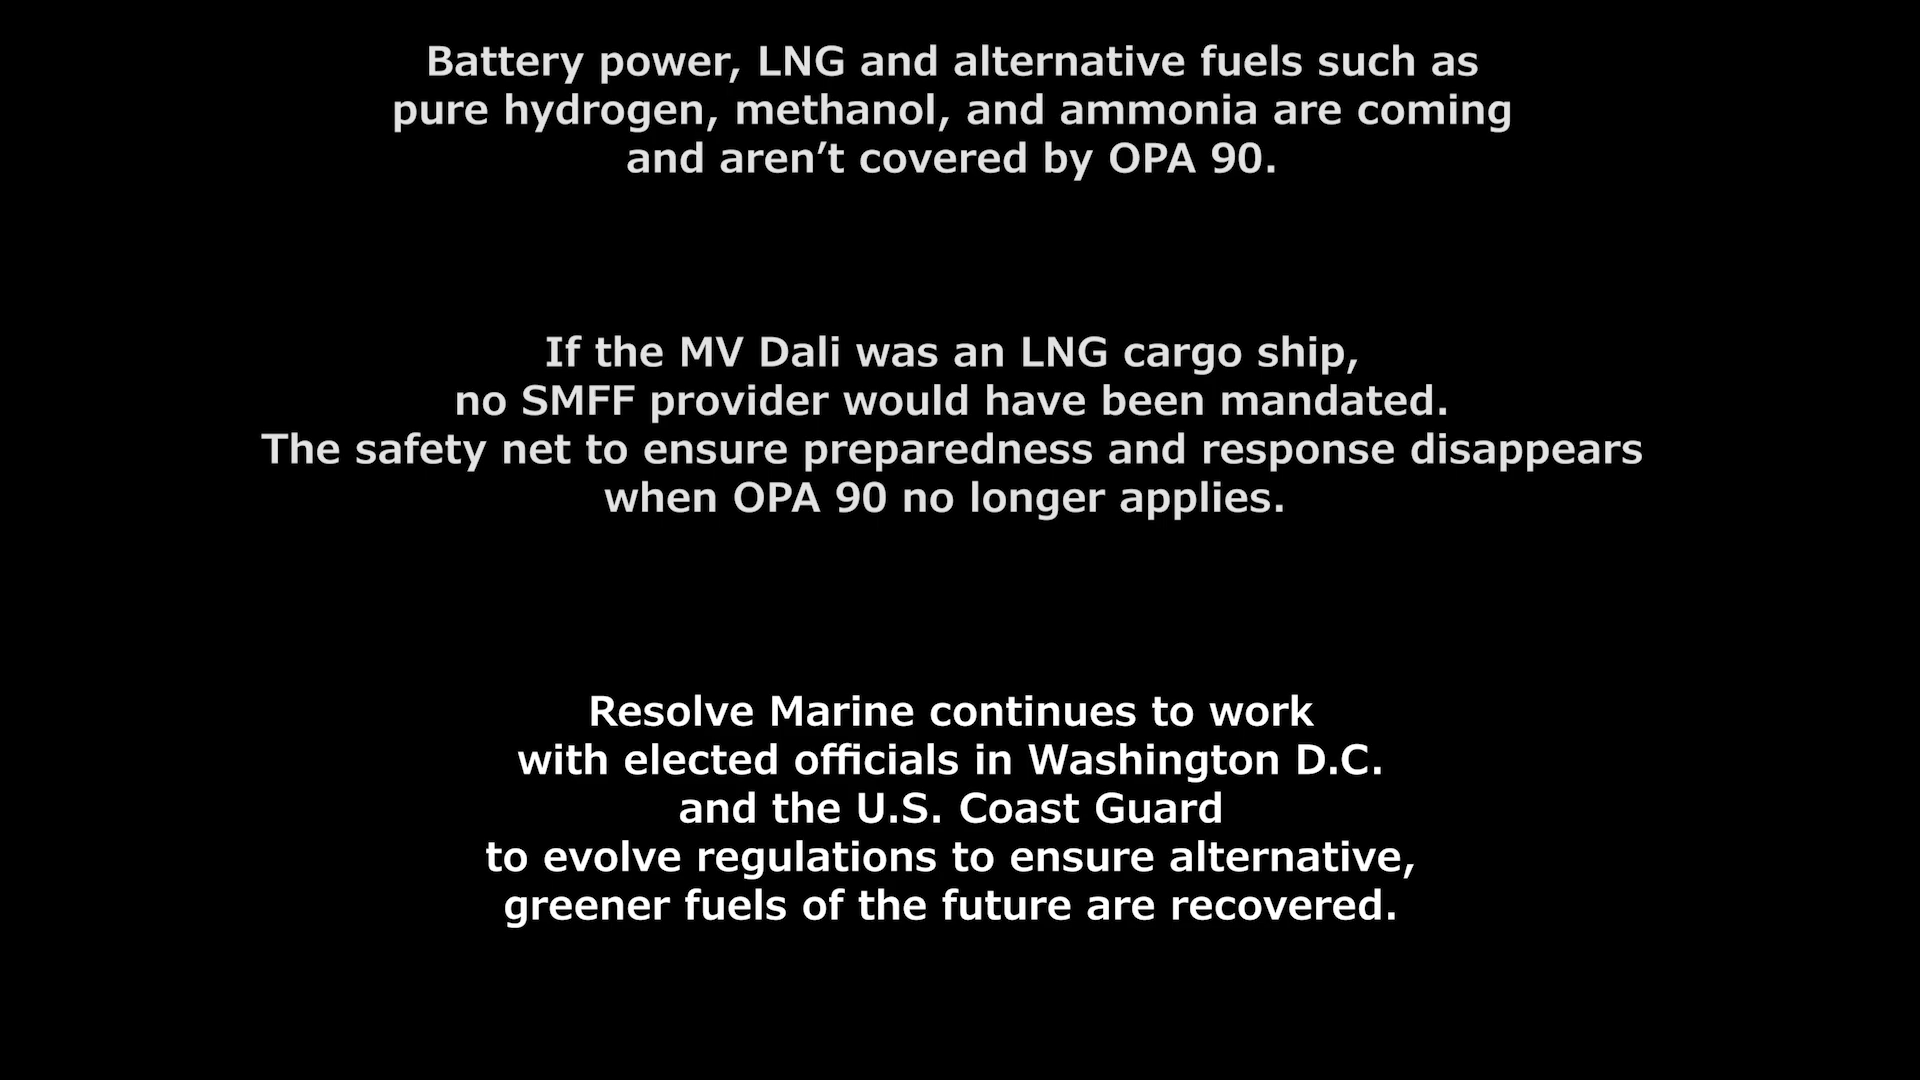 Battery power, LNG and alternative fuels such as
pure hydrogen, methanol, and ammonia are coming
and aren’t covered by OPA 90.
If the MV Dali was an LNG cargo ship,
no SMFF provider would have been mandated.
The safety net to ensure preparedness and response disappears
when OPA 90 no longer applies.
Resolve Marine continues to work
with elected officials in Washington D.C.
and the U.S. Coast Guard
to evolve regulations to ensure alternative,
greener fuels of the future are recovered.